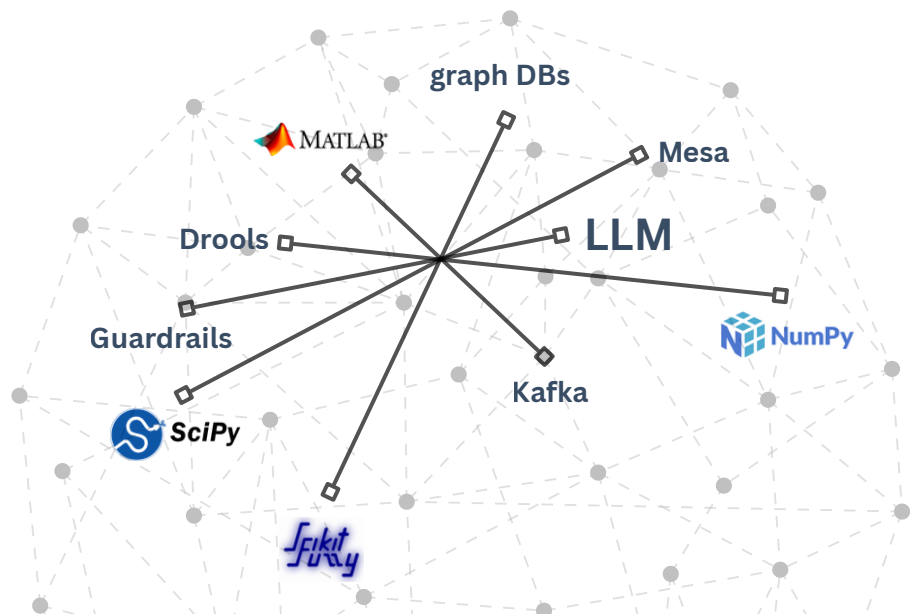 graph DBs
MATLAB®
Mesa
Drools
LLM
Guardrails
NumPy
Kafka
SciPy
Scikit
Fuzzy